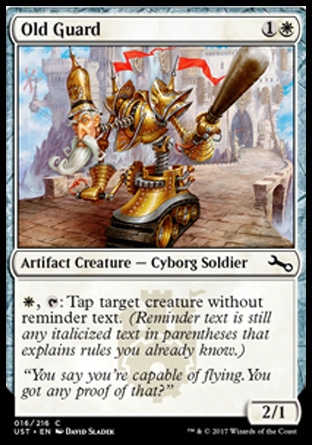 Old Guard 1
Artifact Creature — Cyborg Soldier
, : Tap target creature without
reminder text. (Reminder text is still
any italicized text in parentheses that
explains rules you already know.)
"You say you're capable of flying. You
got any proof of that?"
2/1
016/216 C
UST • EN DAVID SLADEK
™ & © 2017 Wizards of the Coast